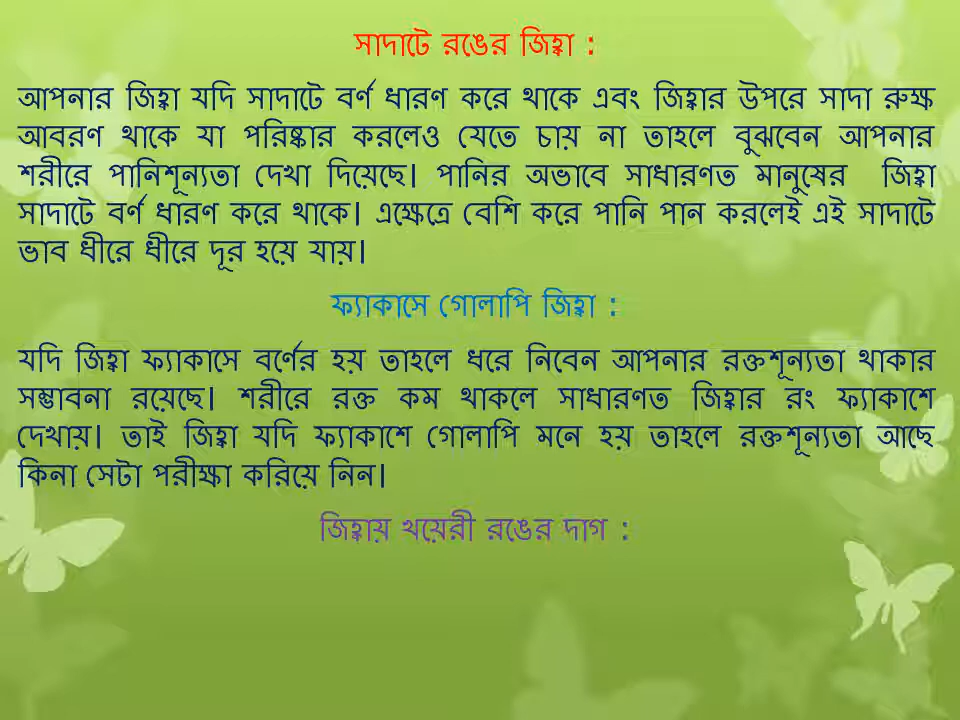 সাদাটে রঙের জিহ্বা :
আপনার জিহ্বা যদি সাদাটে বর্ণ ধারণ করে থাকে এবং জিহ্বার উপরে সাদা রুক্ষ
আবরণ থাকে যা পরিষ্কার করলেও যেতে চায় না তাহলে বুঝবেন আপনার
শরীরে পানিশূন্যতা দেখা দিয়েছে। পানির অভাবে সাধারণত মানুষের জিহ্বা
সাদাটে বর্ণ ধারণ করে থাকে। এক্ষেত্রে বেশি করে পানি পান করলেই এই সাদাটে
ভাব ধীরে ধীরে দূর হয়ে যায়।
ফ্যাকাসে গোলাপি জিহ্বা :
যদি জিহ্বা ফ্যাকাসে বর্ণের হয় তাহলে ধরে নিবেন আপনার রক্তশূন্যতা থাকার
সম্ভাবনা রয়েছে। শরীরে রক্ত কম থাকলে সাধারণত জিহ্বার রং ফ্যাকাশে
দেখায়। তাই জিহ্বা যদি ফ্যাকাশে গোলাপি মনে হয় তাহলে রক্তশূন্যতা আছে
কিনা সেটা পরীক্ষা করিয়ে নিন।
জিহ্বায় খয়েরী রঙের দাগ :